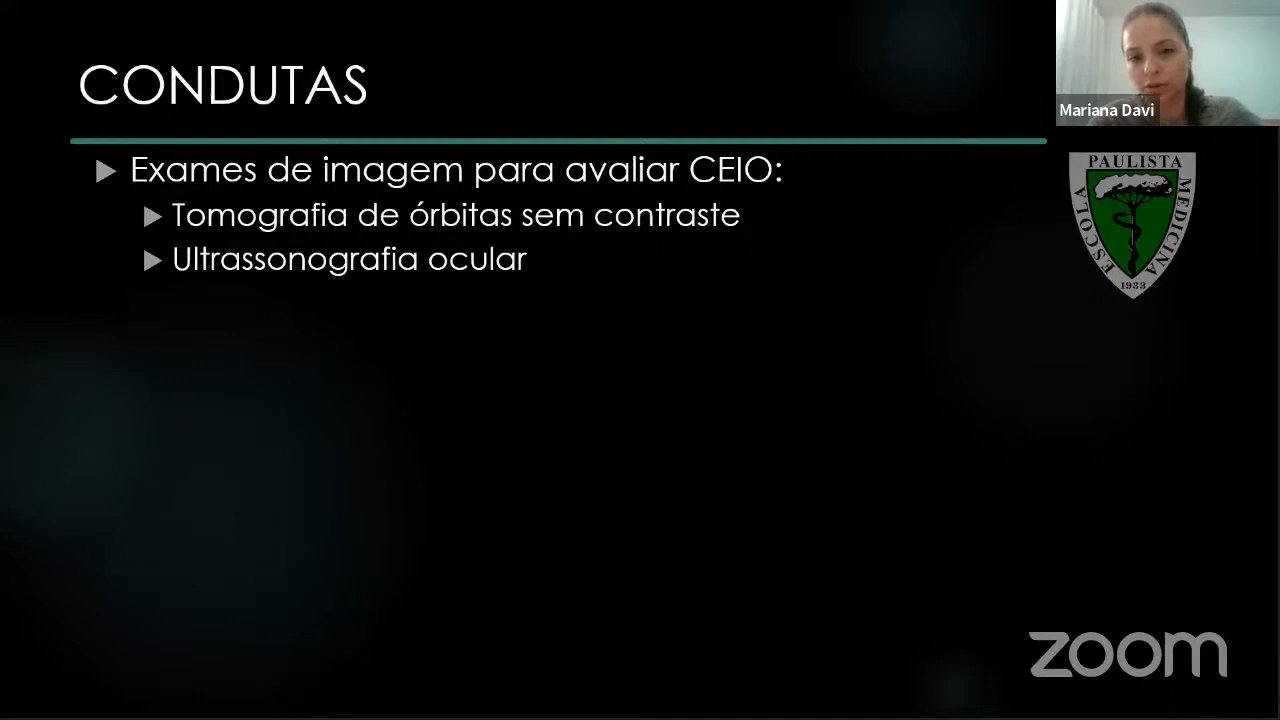 CONDUTAS
Mariana Davi
Exames de imagem para avaliar CEIO:
Tomografia de órbitas sem contraste
Ultrassonografia ocular
PAULISTA
ESCOLA
MEDICINA
1933
zoom